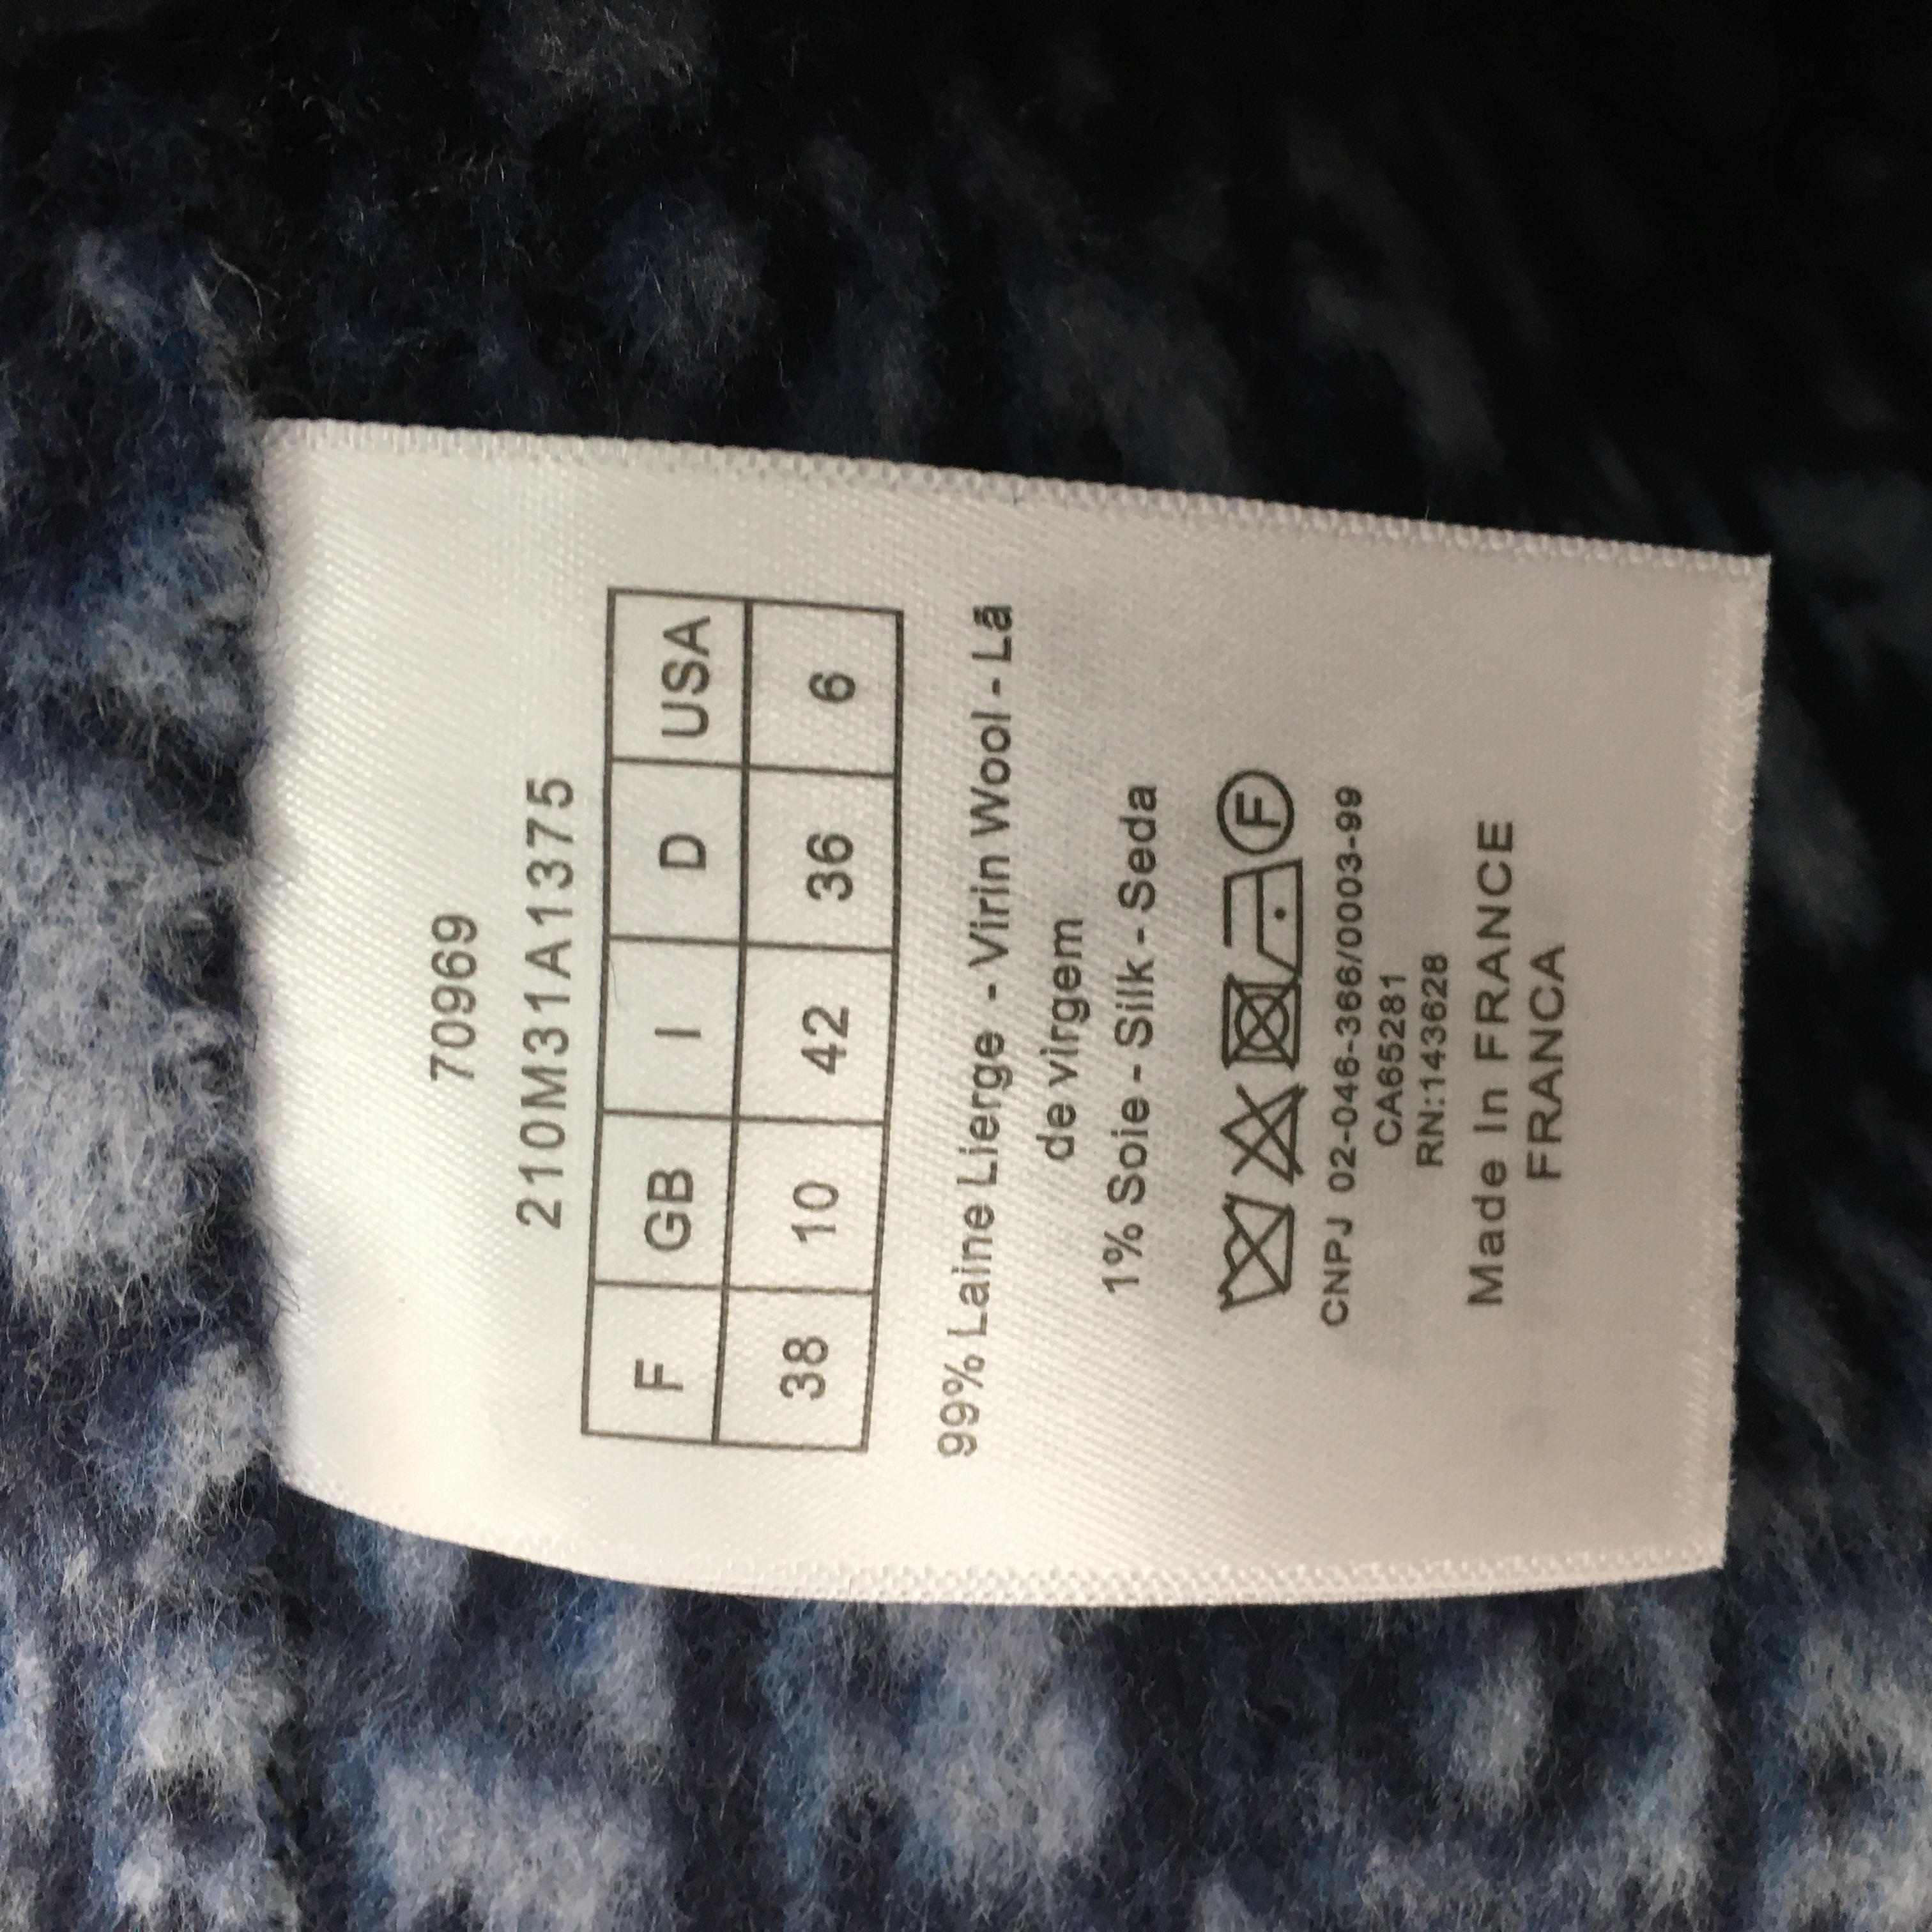 70969
210M31A1375
F GB I D USA
38 10 42 36 6
99% Laine Lierge - Virin Wool - Lã
de virgem
1% Soie - Silk - Seda
F
CNPJ 02-046-366/0003-99
CA65281
RN:143628
Made In FRANCE
FRANCA